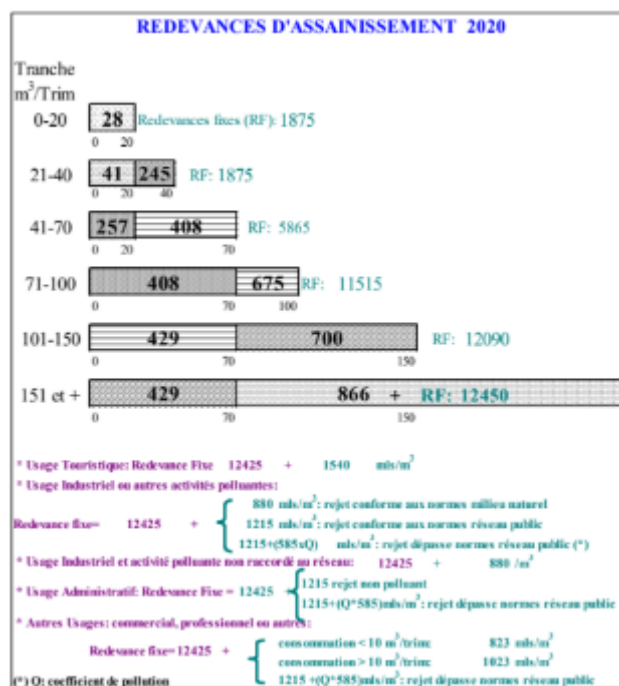 REDEVANCES D'ASSAINISSEMENT 2020
Tranche
m³/Trim
0-20 28 Redevances fixes (RF): 1875
0 20
21-40 41 245 RF: 1875
0 20 40
41-70 257 408 RF: 5865
0 20 70
71-100 408 675 RF: 11515
0 70 100
101-150 429 700 RF: 12090
0 70 150
151 et + 429 866 + RF: 12450
0 70 150
* Usage Touristique: Redevance Fixe 12425 + 1540 mls/m³
* Usage Industriel ou autres activités polluantes:
880 mls/m³: rejet conforme aux normes milieu naturel
Redevance fixe= 12425 + 1215 mls/m³: rejet conforme aux normes réseau public
1215+(585xQ) mls/m³: rejet dépasse normes réseau public (*)
* Usage Industriel et activité polluante non raccordé au réseau: 12425 + 880 /m³
* Usage Administratif: Redevance Fixe = 12425 1215 rejet non polluant
1215+(Q*585)mls/m³: rejet dépasse normes réseau public
* Autres Usages: commercial, professionnel ou autres:
consommation < 10 m³/trim: 823 mls/m³
Redevance fixe=12425 + consommation > 10 m³/trim: 1023 mls/m³
(*) Q: coefficient de pollution 1215 +(Q*585)mls/m³: rejet dépasse normes réseau public